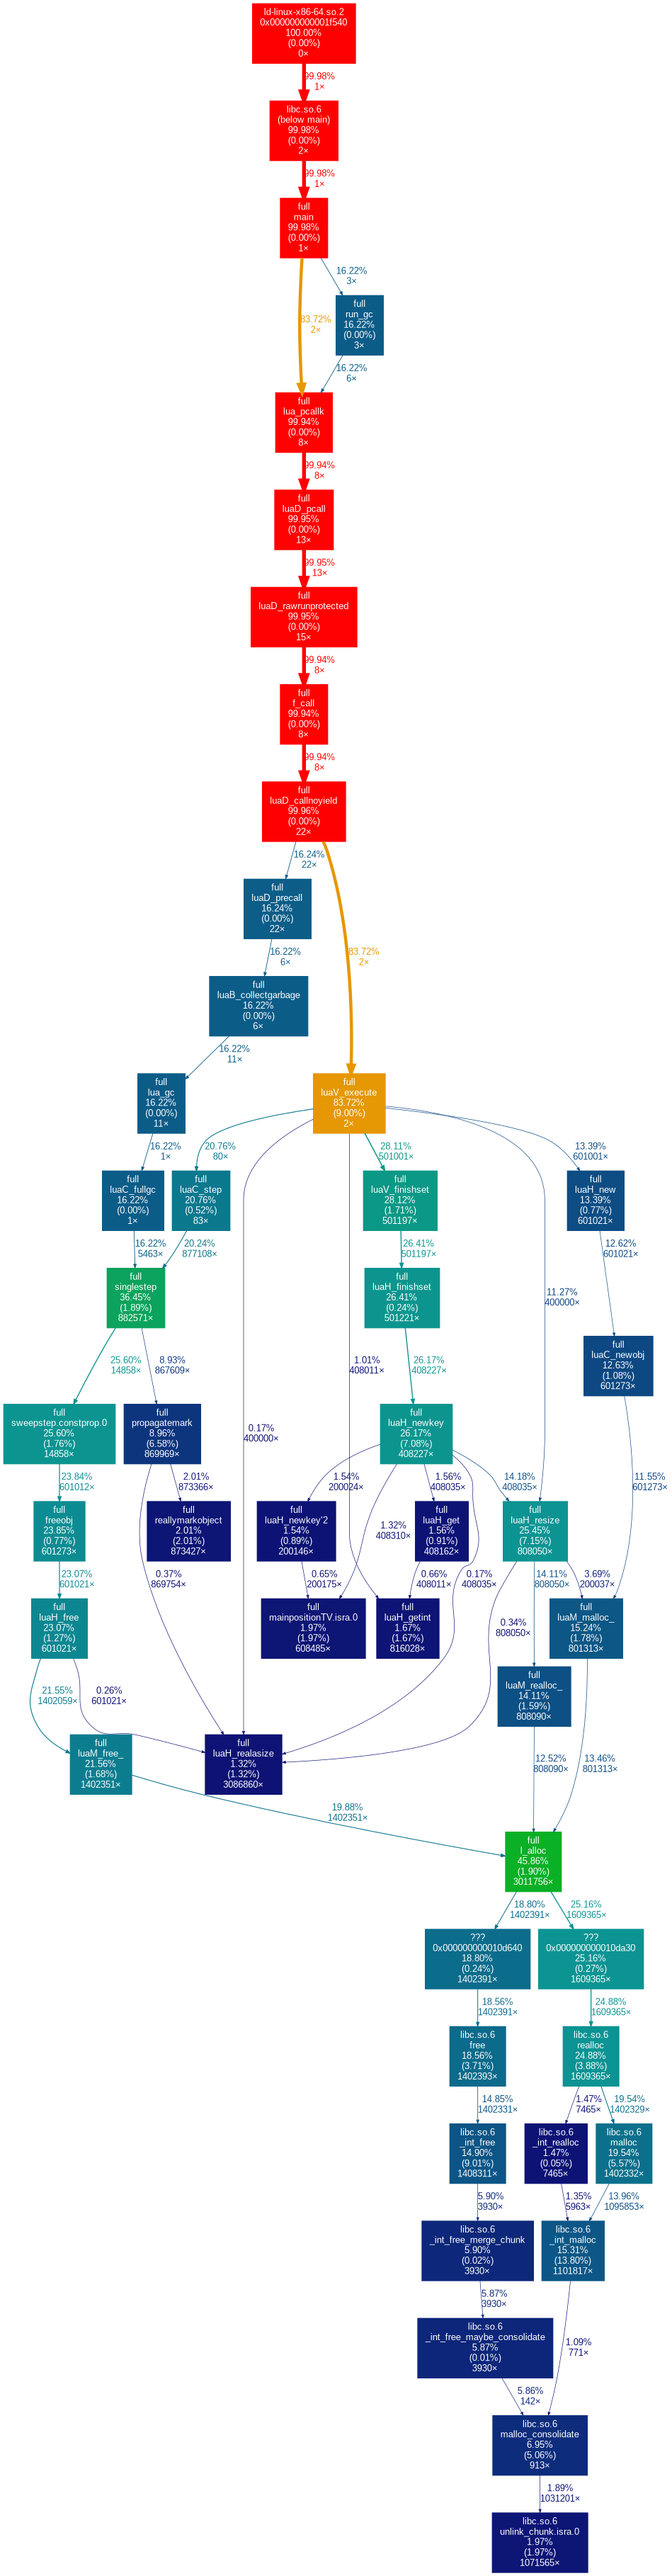 ld-linux-x86-64.so.2
0x000000000001f540
100.00%
(0.00%)
0×
99.98%
1×
libc.so.6
(below main)
99.98%
(0.00%)
2×
99.98%
1×
full
main
99.98%
(0.00%)
1×
16.22%
3×
83.72%
2×
full
run_gc
16.22%
(0.00%)
3×
16.22%
6×
full
lua_pcallk
99.94%
(0.00%)
8×
99.94%
8×
full
luaD_pcall
99.95%
(0.00%)
13×
99.95%
13×
full
luaD_rawrunprotected
99.95%
(0.00%)
15×
99.94%
8×
full
f_call
99.94%
(0.00%)
8×
99.94%
8×
full
luaD_callnoyield
99.96%
(0.00%)
22×
16.24%
22×
full
luaD_precall
16.24%
(0.00%)
22×
83.72%
2×
16.22%
6×
full
luaB_collectgarbage
16.22%
(0.00%)
6×
16.22%
11×
full
lua_gc
16.22%
(0.00%)
11×
full
luaV_execute
83.72%
(9.00%)
2×
16.22%
1×
20.76%
80×
28.11%
501001×
13.39%
601001×
full
luaC_fullgc
16.22%
(0.00%)
1×
full
luaC_step
20.76%
(0.52%)
83×
full
luaV_finishset
28.12%
(1.71%)
501197×
full
luaH_new
13.39%
(0.77%)
601021×
16.22%
5463×
20.24%
877108×
26.41%
501197×
12.62%
601021×
full
singlestep
36.45%
(1.89%)
882571×
full
luaH_finishset
26.41%
(0.24%)
501221×
11.27%
400000×
25.60%
14858×
8.93%
867609×
1.01%
408011×
26.17%
408227×
full
luaC_newobj
12.63%
(1.08%)
601273×
full
sweepstep.constprop.0
25.60%
(1.76%)
14858×
full
propagatemark
8.96%
(6.58%)
869969×
0.17%
400000×
full
luaH_newkey
26.17%
(7.08%)
408227×
23.84%
601012×
2.01%
873366×
1.54%
200024×
1.32%
408310×
1.56%
408035×
14.18%
408035×
11.55%
601273×
full
freeobj
23.85%
(0.77%)
601273×
full
reallymarkobject
2.01%
(2.01%)
873427×
full
luaH_newkey'2
1.54%
(0.89%)
200146×
full
luaH_get
1.56%
(0.91%)
408162×
full
luaH_resize
25.45%
(7.15%)
808050×
23.07%
601021×
0.37%
869754×
0.65%
200175×
0.66%
408011×
0.17%
408035×
0.34%
808050×
14.11%
808050×
3.69%
200037×
full
luaH_free
23.07%
(1.27%)
601021×
full
mainpositionTV.isra.0
1.97%
(1.97%)
608485×
full
luaH_getint
1.67%
(1.67%)
816028×
full
luaM_malloc_
15.24%
(1.78%)
801313×
21.55%
1402059×
0.26%
601021×
full
luaM_realloc_
14.11%
(1.59%)
808090×
full
luaM_free_
21.56%
(1.68%)
1402351×
full
luaH_realasize
1.32%
(1.32%)
3086860×
12.52%
808090×
13.46%
801313×
19.88%
1402351×
full
l_alloc
45.86%
(1.90%)
3011756×
18.80%
1402391×
25.16%
1609365×
???
0x000000000010d640
18.80%
(0.24%)
1402391×
???
0x000000000010da30
25.16%
(0.27%)
1609365×
18.56%
1402391×
24.88%
1609365×
libc.so.6
free
18.56%
(3.71%)
1402393×
libc.so.6
realloc
24.88%
(3.88%)
1609365×
14.85%
1402331×
1.47%
7465×
19.54%
1402329×
libc.so.6
_int_free
14.90%
(9.01%)
1408311×
libc.so.6
_int_realloc
1.47%
(0.05%)
7465×
libc.so.6
malloc
19.54%
(5.57%)
1402332×
5.90%
3930×
1.35%
5963×
13.96%
1095853×
libc.so.6
_int_free_merge_chunk
5.90%
(0.02%)
3930×
libc.so.6
_int_malloc
15.31%
(13.80%)
1101817×
5.87%
3930×
libc.so.6
_int_free_maybe_consolidate
5.87%
(0.01%)
3930×
1.09%
771×
5.86%
142×
libc.so.6
malloc_consolidate
6.95%
(5.06%)
913×
1.89%
1031201×
libc.so.6
unlink_chunk.isra.0
1.97%
(1.97%)
1071565×